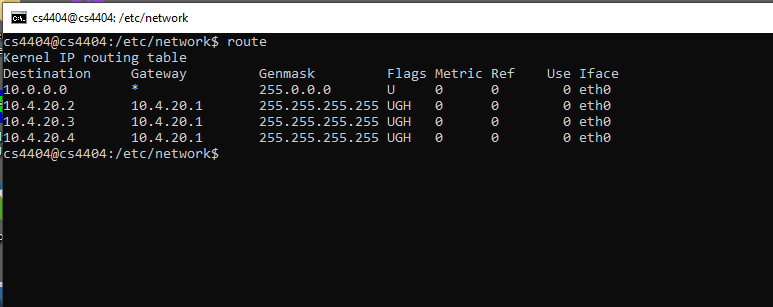 cs4404@cs4404: /etc/network
cs4404@cs4404:/etc/network$ route
Kernel IP routing table
Destination     Gateway         Genmask         Flags Metric Ref    Use Iface
10.0.0.0        *               255.0.0.0       U     0      0        0 eth0
10.4.20.2       10.4.20.1       255.255.255.255 UGH   0      0        0 eth0
10.4.20.3       10.4.20.1       255.255.255.255 UGH   0      0        0 eth0
10.4.20.4       10.4.20.1       255.255.255.255 UGH   0      0        0 eth0
cs4404@cs4404:/etc/network$